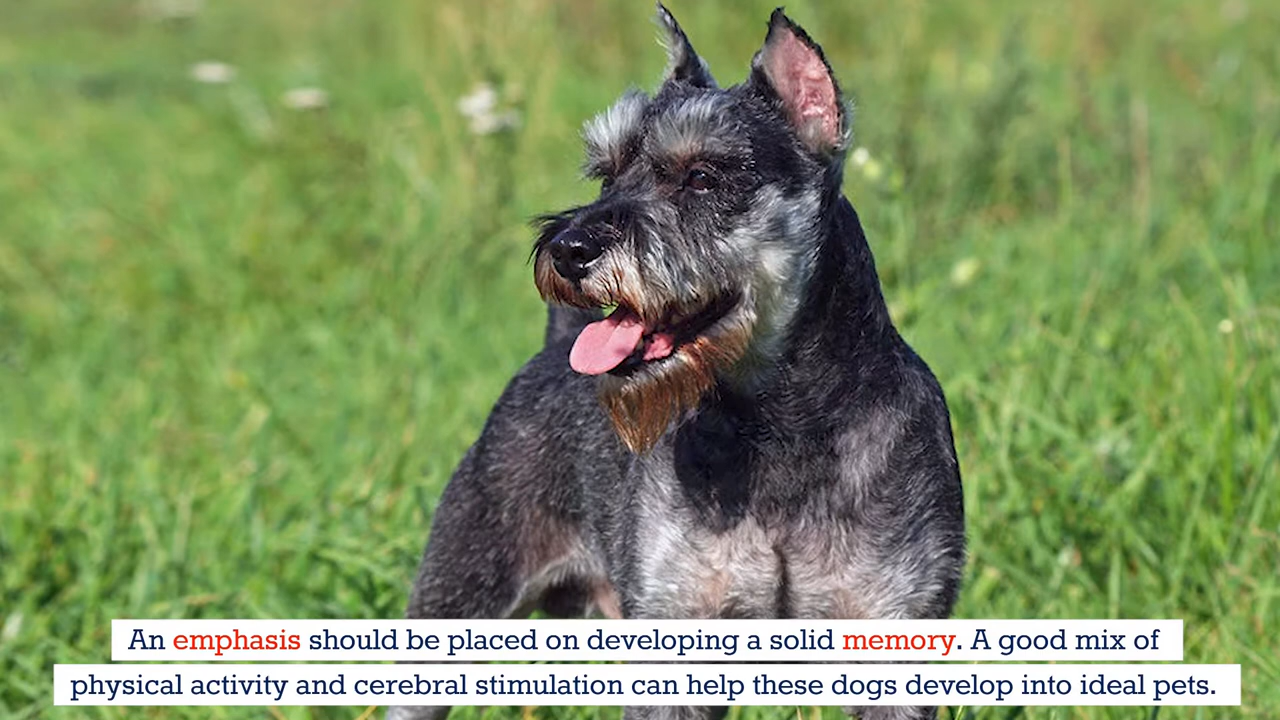 An emphasis should be placed on developing a solid memory. A good mix of
physical activity and cerebral stimulation can help these dogs develop into ideal pets.